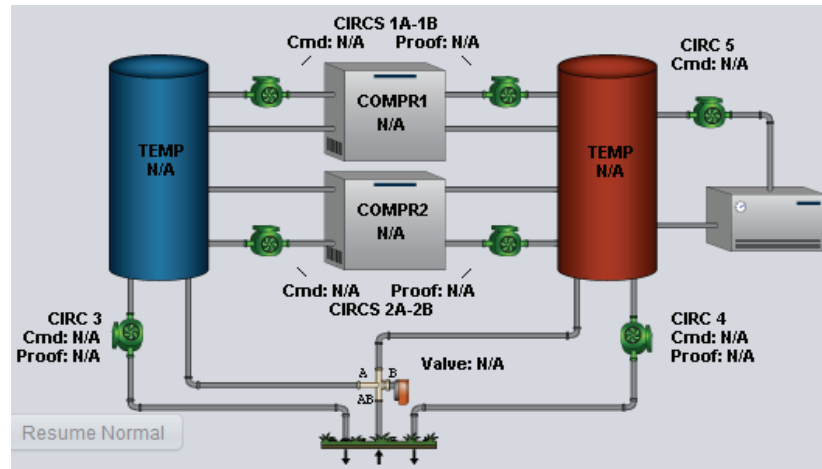 CIRCS 1A-1B
Cmd: N/A Proof: N/A
CIRC 5
Cmd: N/A
COMPR1
N/A
TEMP
N/A
TEMP
N/A
COMPR2
N/A
Cmd: N/A Proof: N/A
CIRCS 2A-2B
CIRC 3
Cmd: N/A
Proof: N/A
CIRC 4
Cmd: N/A
Proof: N/A
Valve: N/A
A B
AB
Resume Normal